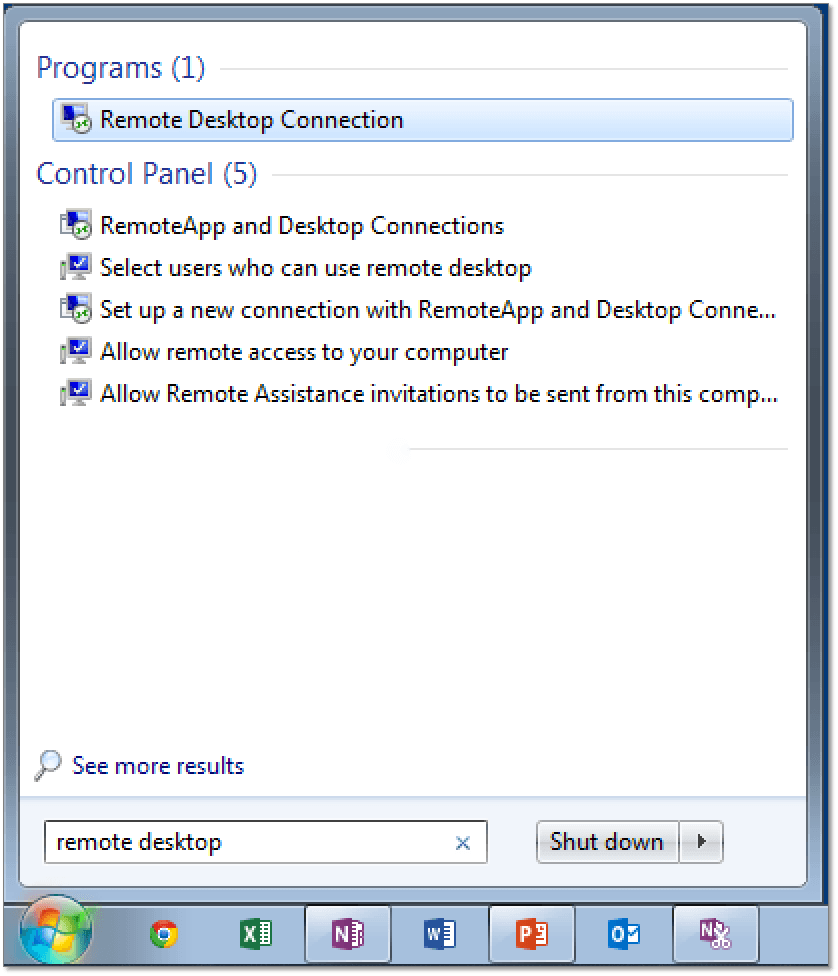 Programs (1)
Remote Desktop Connection
Control Panel (5)
RemoteApp and Desktop Connections
Select users who can use remote desktop
Set up a new connection with RemoteApp and Desktop Conne...
Allow remote access to your computer
Allow Remote Assistance invitations to be sent from this comp...
See more results
remote desktop
Shut down